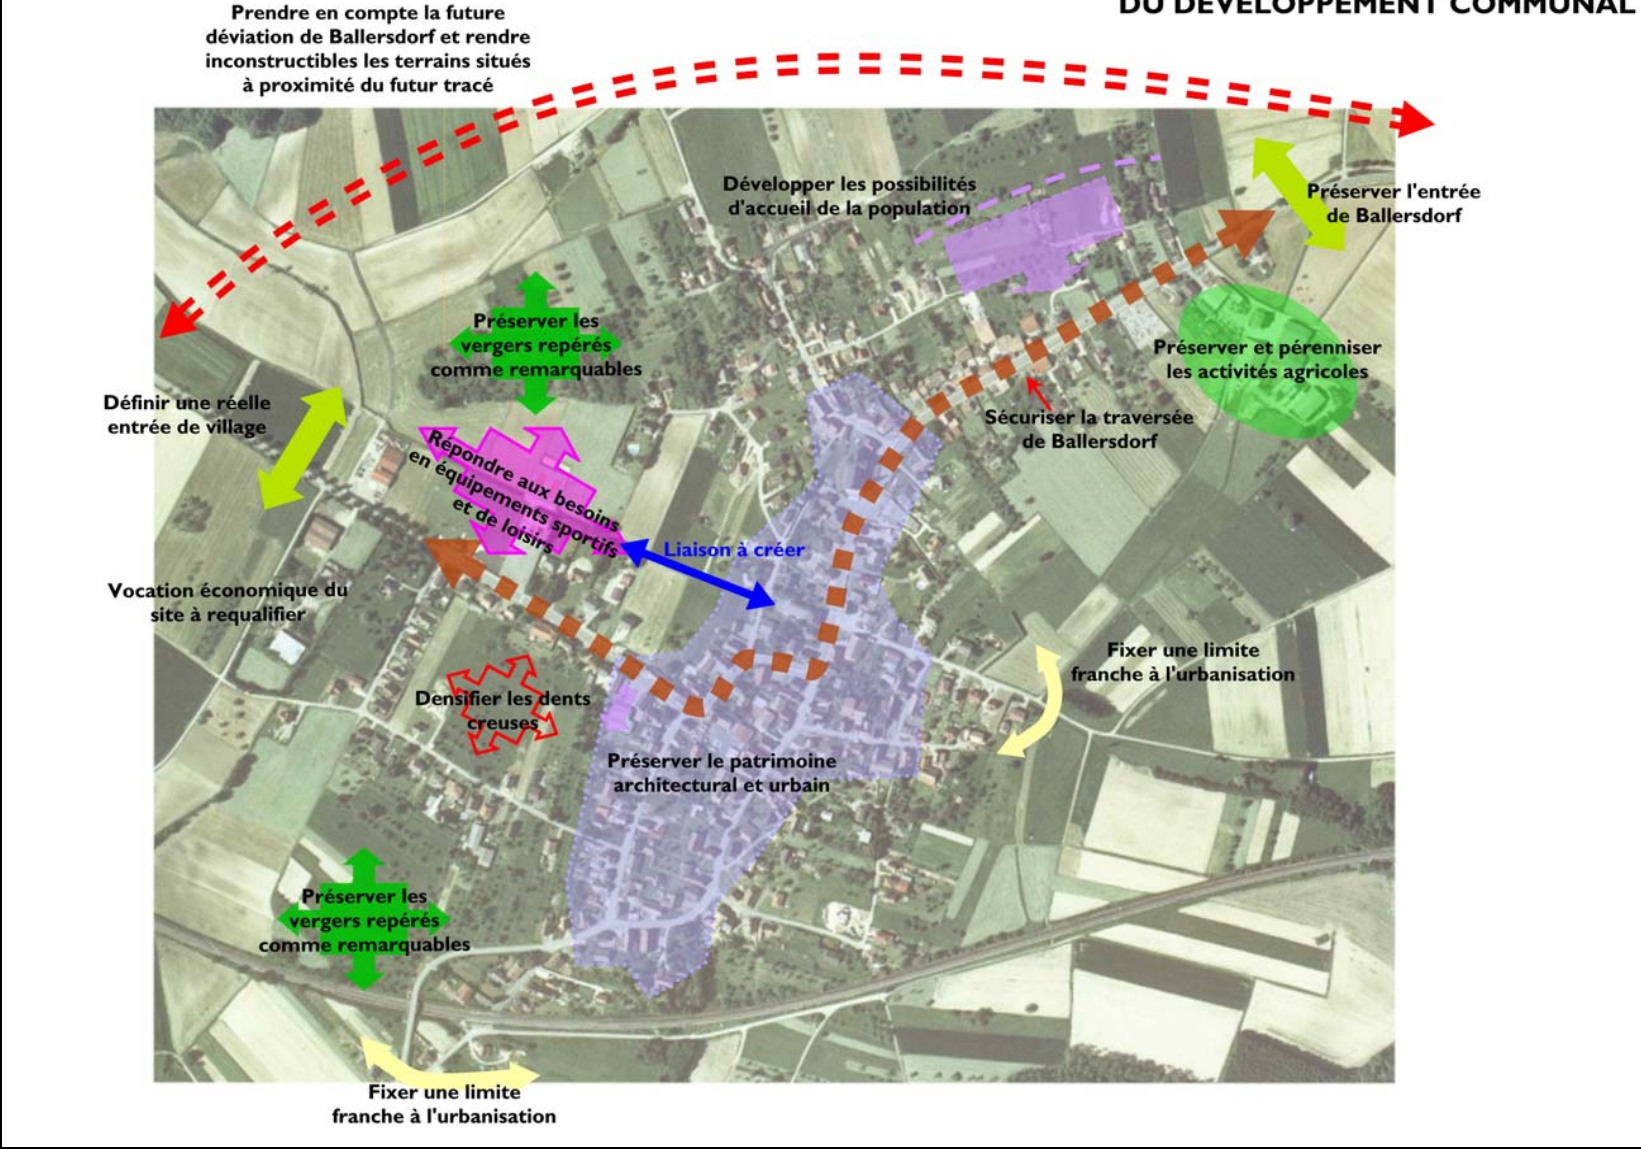 DU DÉVELOPPEMENT COMMUNAL
Prendre en compte la future
déviation de Ballersdorf et rendre
inconstructibles les terrains situés
à proximité du futur tracé
Développer les possibilités
d'accueil de la population
Préserver l'entrée
de Ballersdorf
Préserver les
vergers repérés
comme remarquables
Préserver et pérenniser
les activités agricoles
Définir une réelle
entrée de village
Sécuriser la traversée
de Ballersdorf
Répondre aux besoins
en équipements sportifs
et de loisirs
Liaison à créer
Vocation économique du
site à requalifier
Fixer une limite
franche à l'urbanisation
Densifier les dents
creuses
Préserver le patrimoine
architectural et urbain
Préserver les
vergers repérés
comme remarquables
Fixer une limite
franche à l'urbanisation